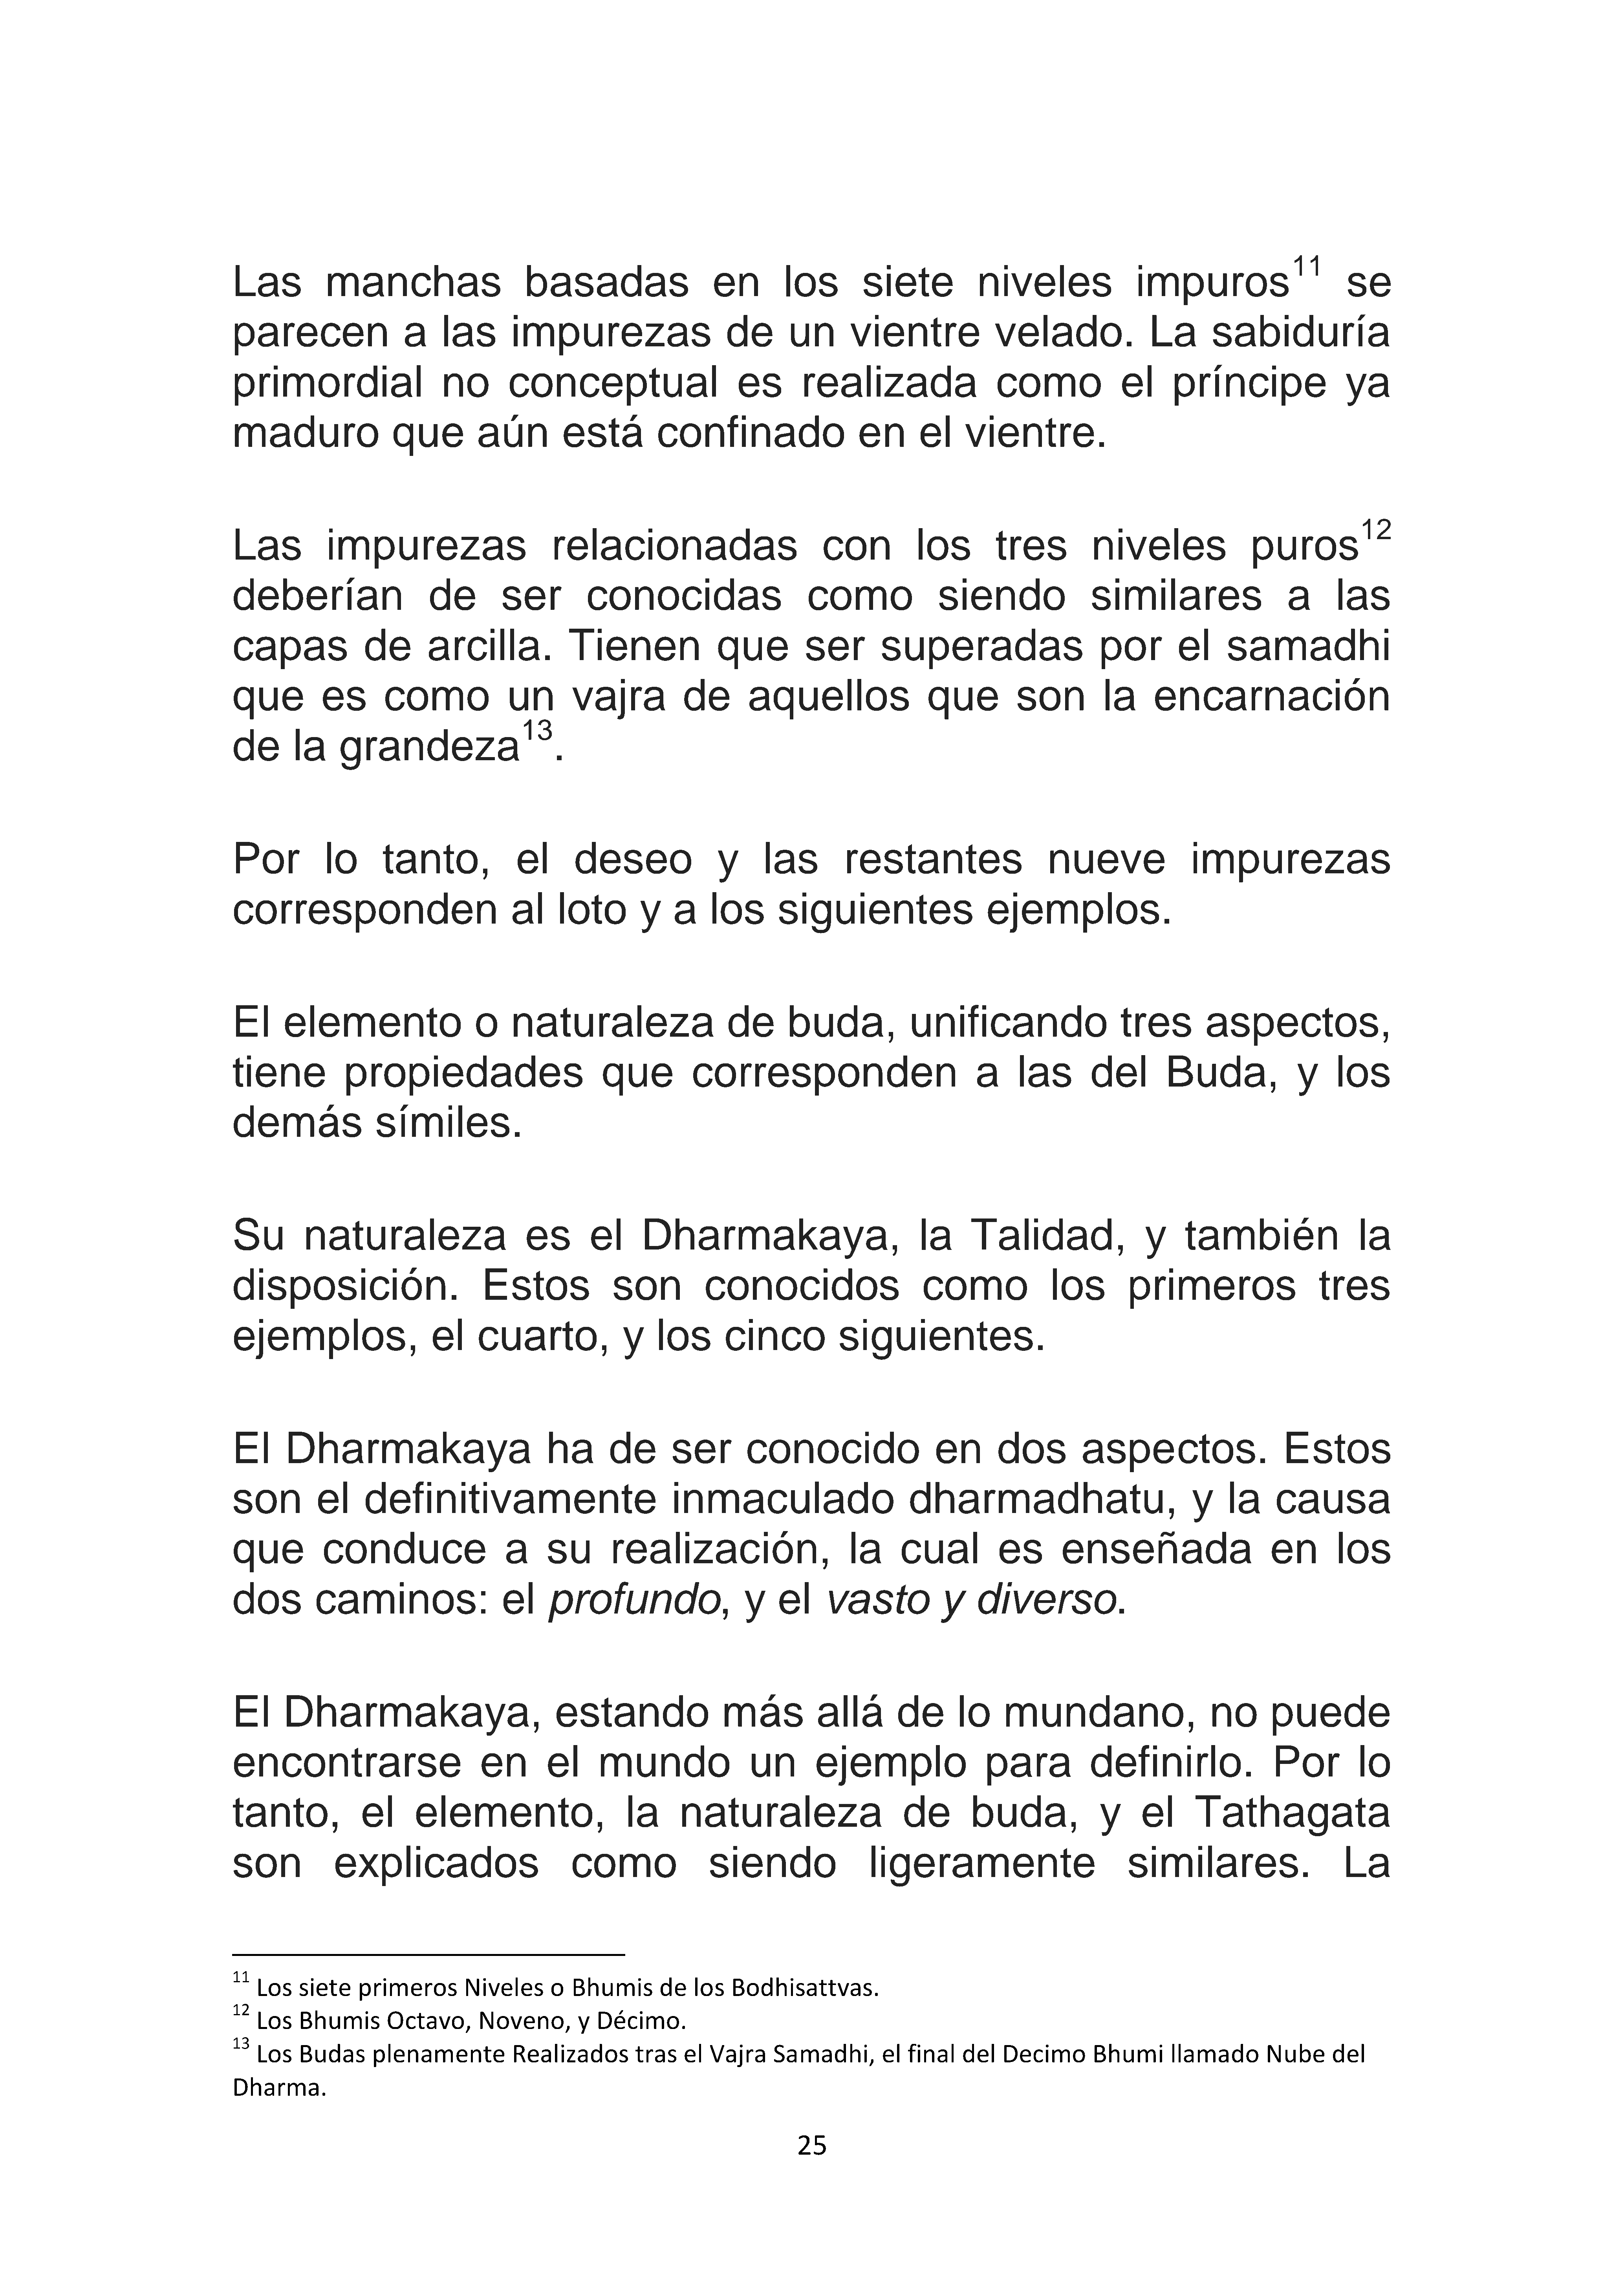 Las manchas basadas en los siete niveles impuros¹¹ se
parecen a las impurezas de un vientre velado. La sabiduría
primordial no conceptual es realizada como el príncipe ya
maduro que aún está confinado en el vientre.
Las impurezas relacionadas con los tres niveles puros¹²
deberían de ser conocidas como siendo similares a las
capas de arcilla. Tienen que ser superadas por el samadhi
que es como un vajra de aquellos que son la encarnación
de la grandeza¹³.
Por lo tanto, el deseo y las restantes nueve impurezas
corresponden al loto y a los siguientes ejemplos.
El elemento o naturaleza de buda, unificando tres aspectos,
tiene propiedades que corresponden a las del Buda, y los
demás símiles.
Su naturaleza es el Dharmakaya, la Talidad, y también la
disposición. Estos son conocidos como los primeros tres
ejemplos, el cuarto, y los cinco siguientes.
El Dharmakaya ha de ser conocido en dos aspectos. Estos
son el definitivamente inmaculado dharmadhatu, y la causa
que conduce a su realización, la cual es enseñada en los
dos caminos: el profundo, y el vasto y diverso.
El Dharmakaya, estando más allá de lo mundano, no puede
encontrarse en el mundo un ejemplo para definirlo. Por lo
tanto, el elemento, la naturaleza de buda, y el Tathagata
son explicados como siendo ligeramente similares. La
¹¹ Los siete primeros Niveles o Bhumis de los Bodhisattvas.
¹² Los Bhumis Octavo, Noveno, y Décimo.
¹³ Los Budas plenamente Realizados tras el Vajra Samadhi, el final del Decimo Bhumi llamado Nube del
Dharma.
25